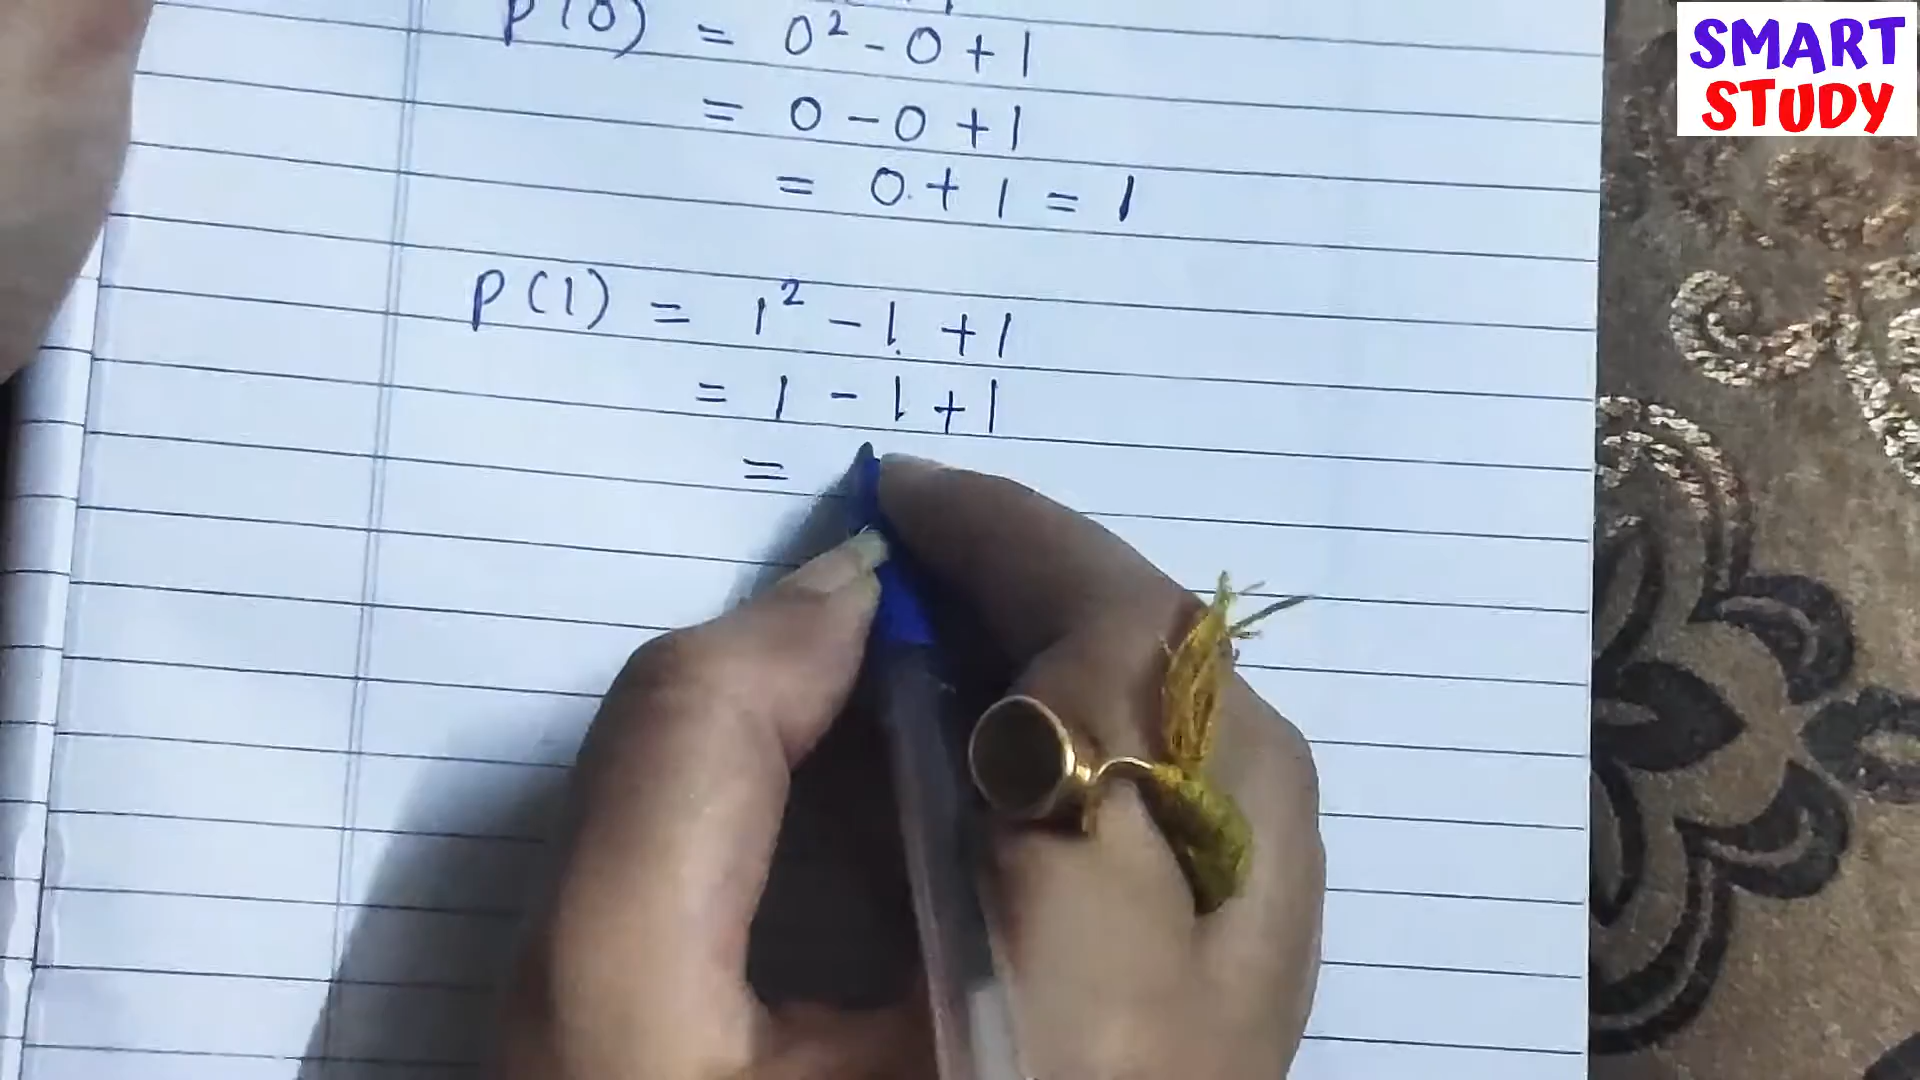 SMART
STUDY
p(0) = 0² - 0 + 1
= 0 - 0 + 1
= 0 + 1 = 1
p(1) = 1² - 1 + 1
= 1 - 1 + 1
=